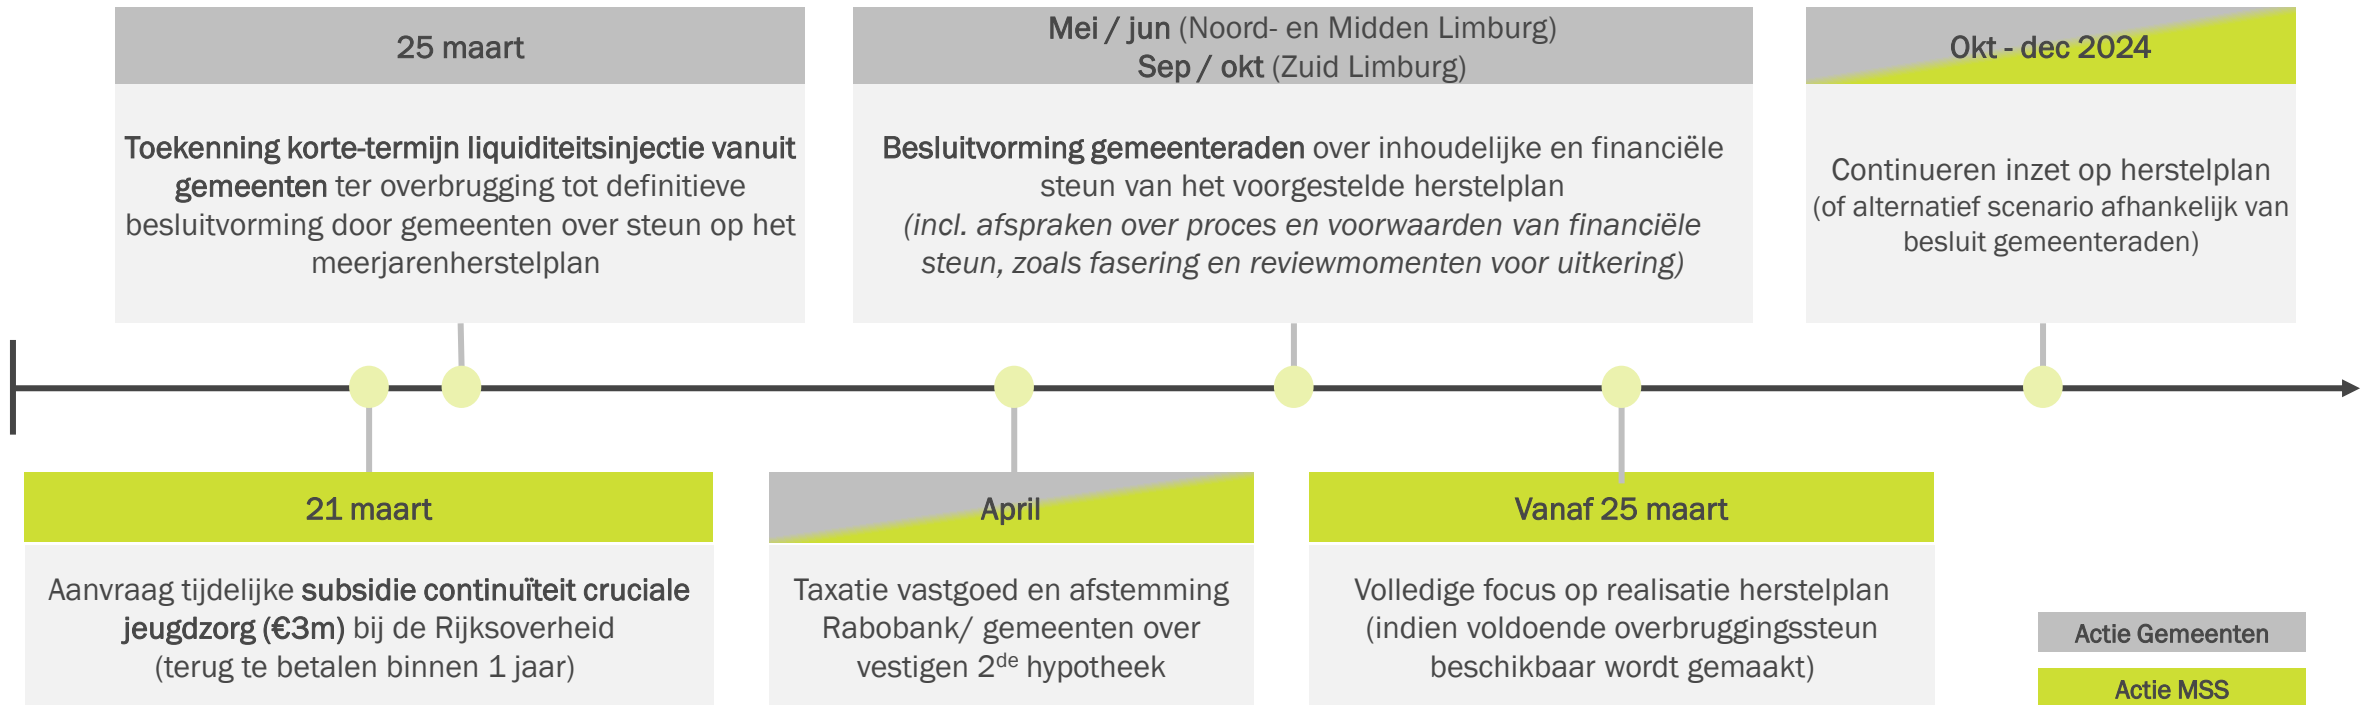 25 maart
Toekenning korte-termijn liquiditeitsinjectie vanuit
gemeenten ter overbrugging tot definitieve
besluitvorming door gemeenten over steun op het
meerjarenherstelplan
Mei / jun (Noord- en Midden Limburg)
Sep / okt (Zuid Limburg)
Besluitvorming gemeenteraden over inhoudelijke en financiële
steun van het voorgestelde herstelplan
(incl. afspraken over proces en voorwaarden van financiële
steun, zoals fasering en reviewmomenten voor uitkering)
Okt - dec 2024
Continueren inzet op herstelplan
(of alternatief scenario afhankelijk van
besluit gemeenteraden)
21 maart
Aanvraag tijdelijke subsidie continuïteit cruciale
jeugdzorg (€3m) bij de Rijksoverheid
(terug te betalen binnen 1 jaar)
April
Taxatie vastgoed en afstemming
Rabobank/ gemeenten over
vestigen 2de hypotheek
Vanaf 25 maart
Volledige focus op realisatie herstelplan
(indien voldoende overbruggingssteun
beschikbaar wordt gemaakt)
Actie Gemeenten
Actie MSS